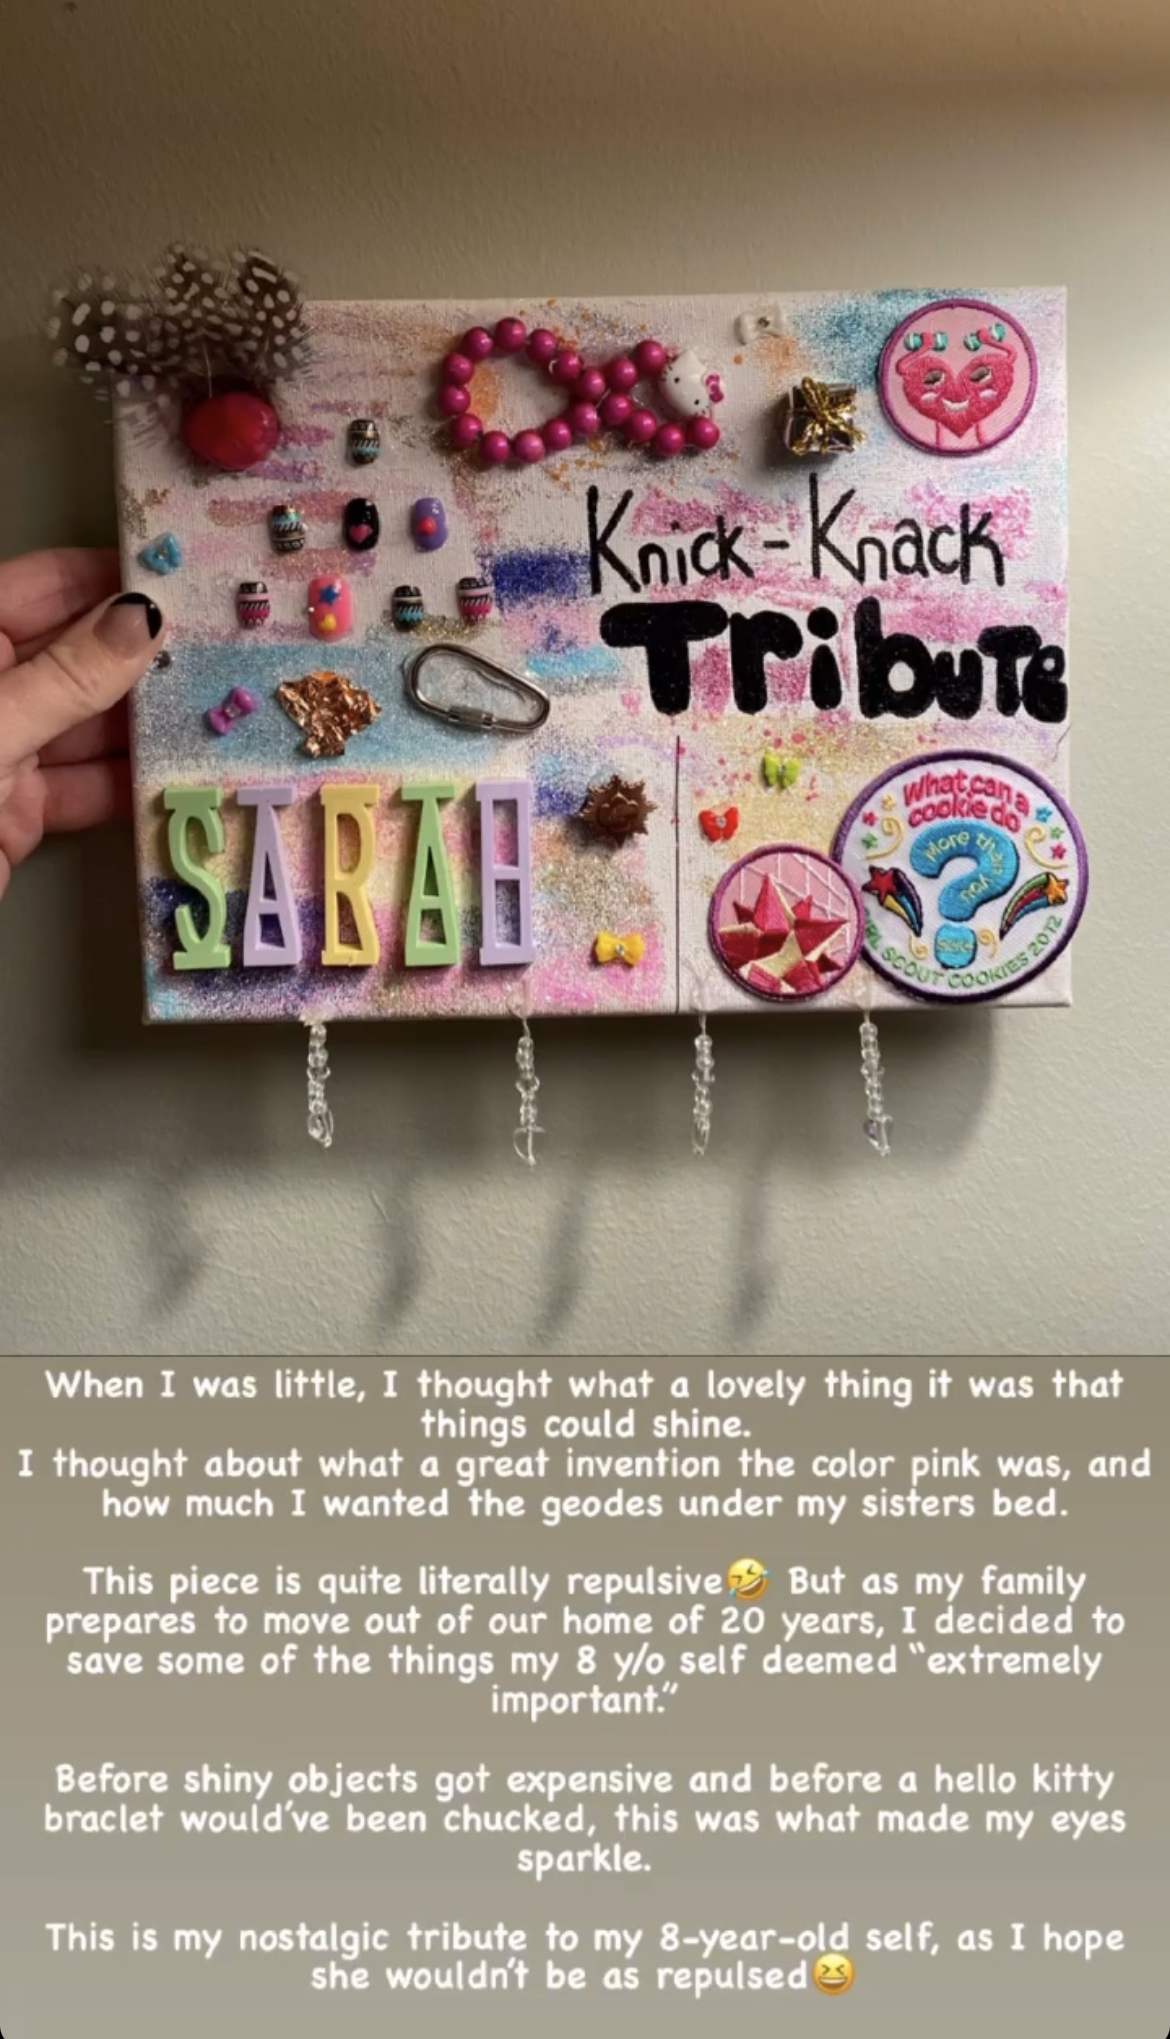 Knick-Knack
Tribute
SARAH
What can a
cookie do
More than
you
?
SSC
GIRL SCOUT COOKIES 2012
When I was little, I thought what a lovely thing it was that
things could shine.
I thought about what a great invention the color pink was, and
how much I wanted the geodes under my sisters bed.
This piece is quite literally repulsive🤣 But as my family
prepares to move out of our home of 20 years, I decided to
save some of the things my 8 y/o self deemed “extremely
important.”
Before shiny objects got expensive and before a hello kitty
braclet would’ve been chucked, this was what made my eyes
sparkle.
This is my nostalgic tribute to my 8-year-old self, as I hope
she wouldn’t be as repulsed😆